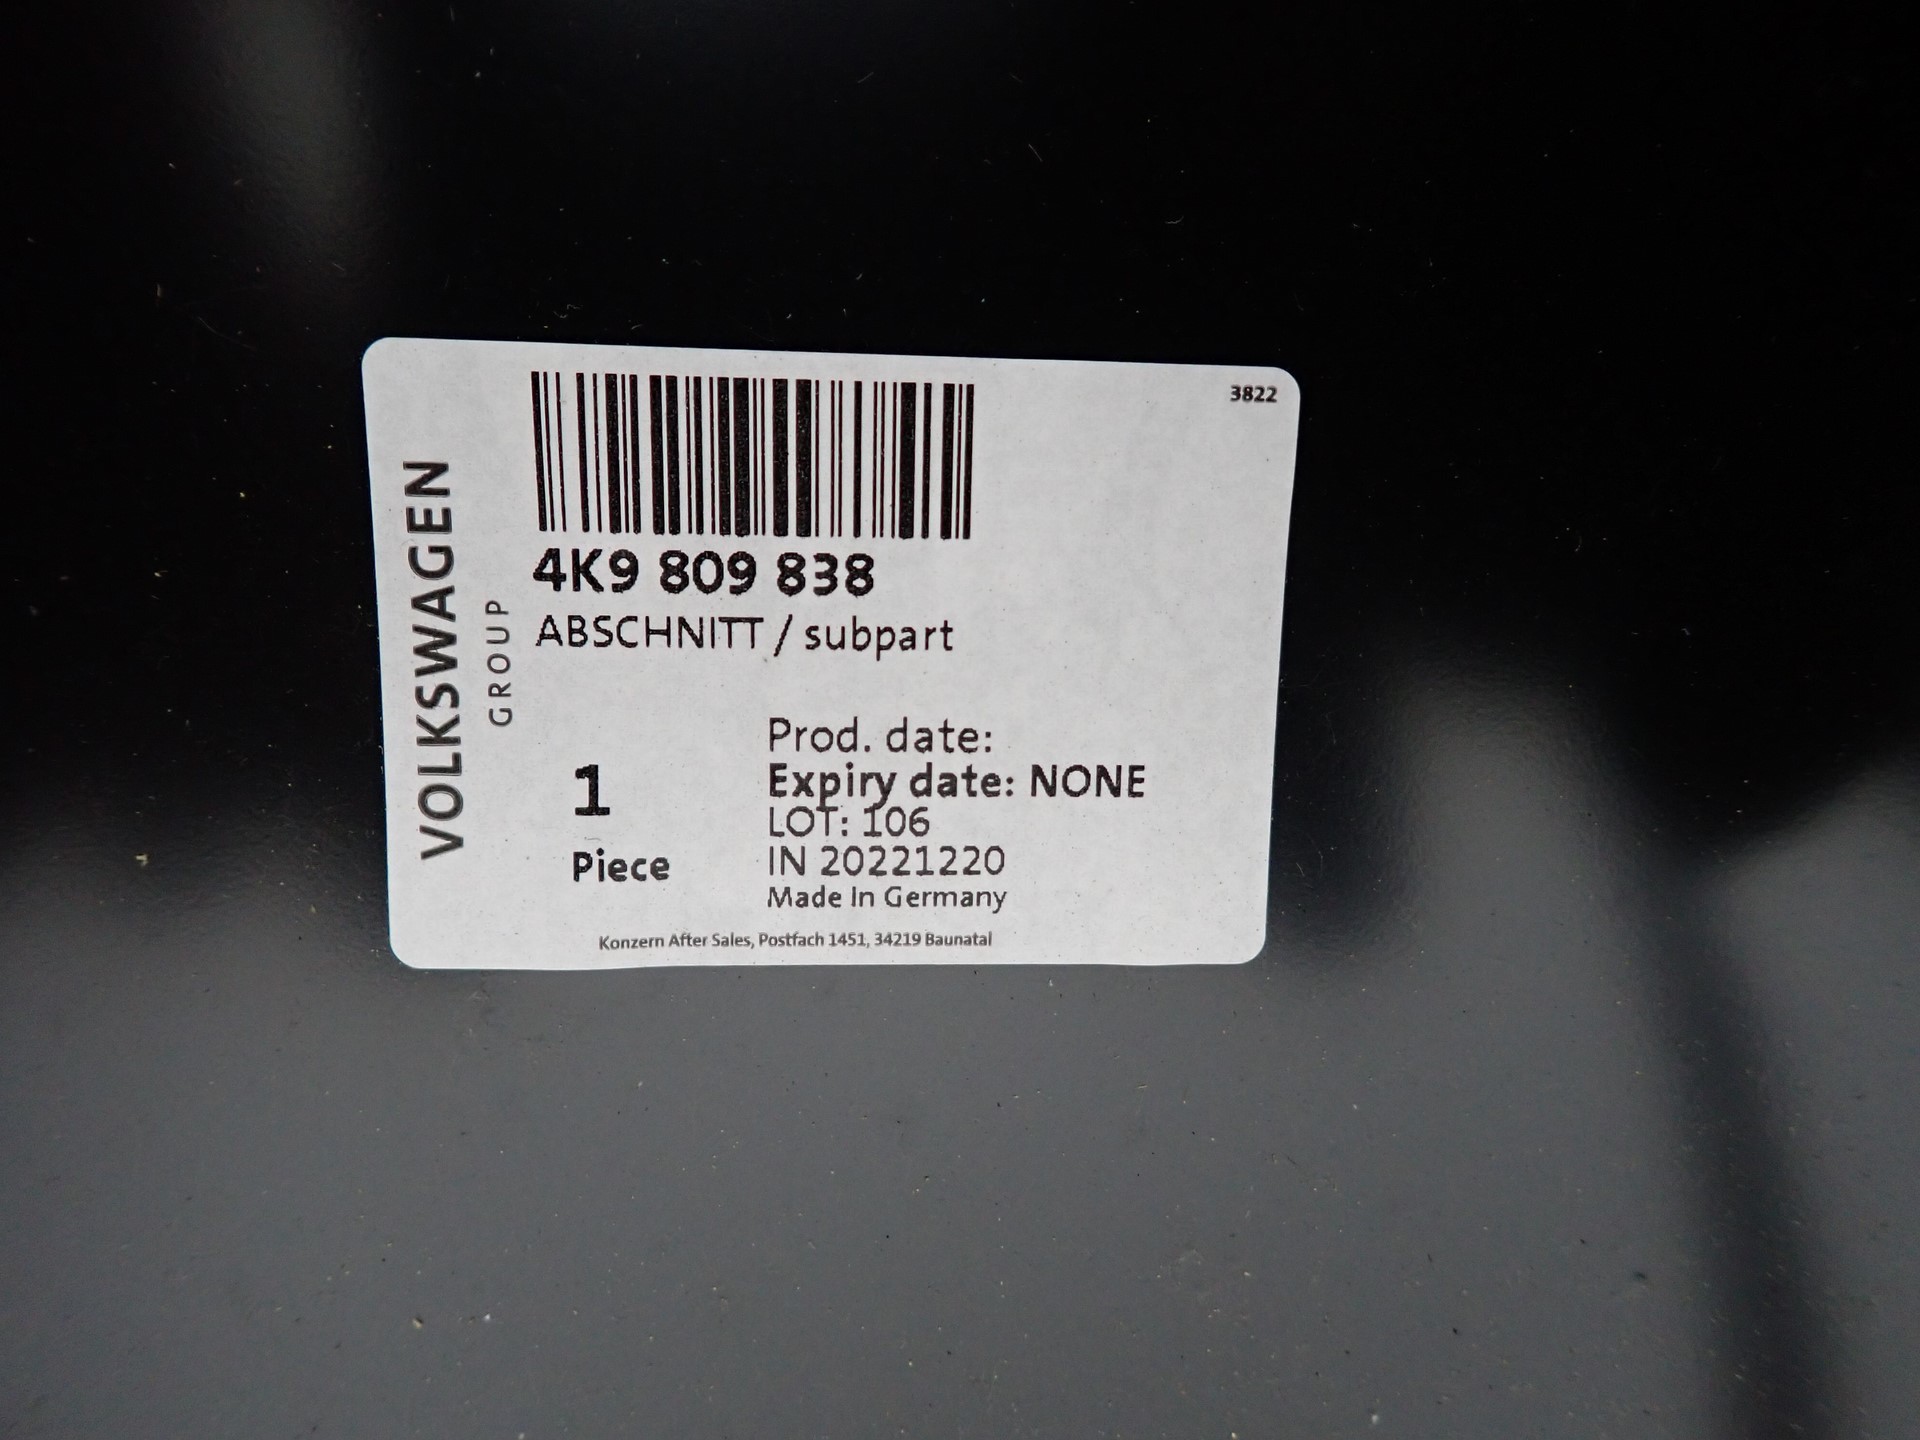 3822
VOLKSWAGEN
GROUP
4K9 809 838
ABSCHNITT / subpart
1
Piece
Prod. date:
Expiry date: NONE
LOT: 106
IN 20221220
Made In Germany
Konzern After Sales, Postfach 1451, 34219 Baunatal